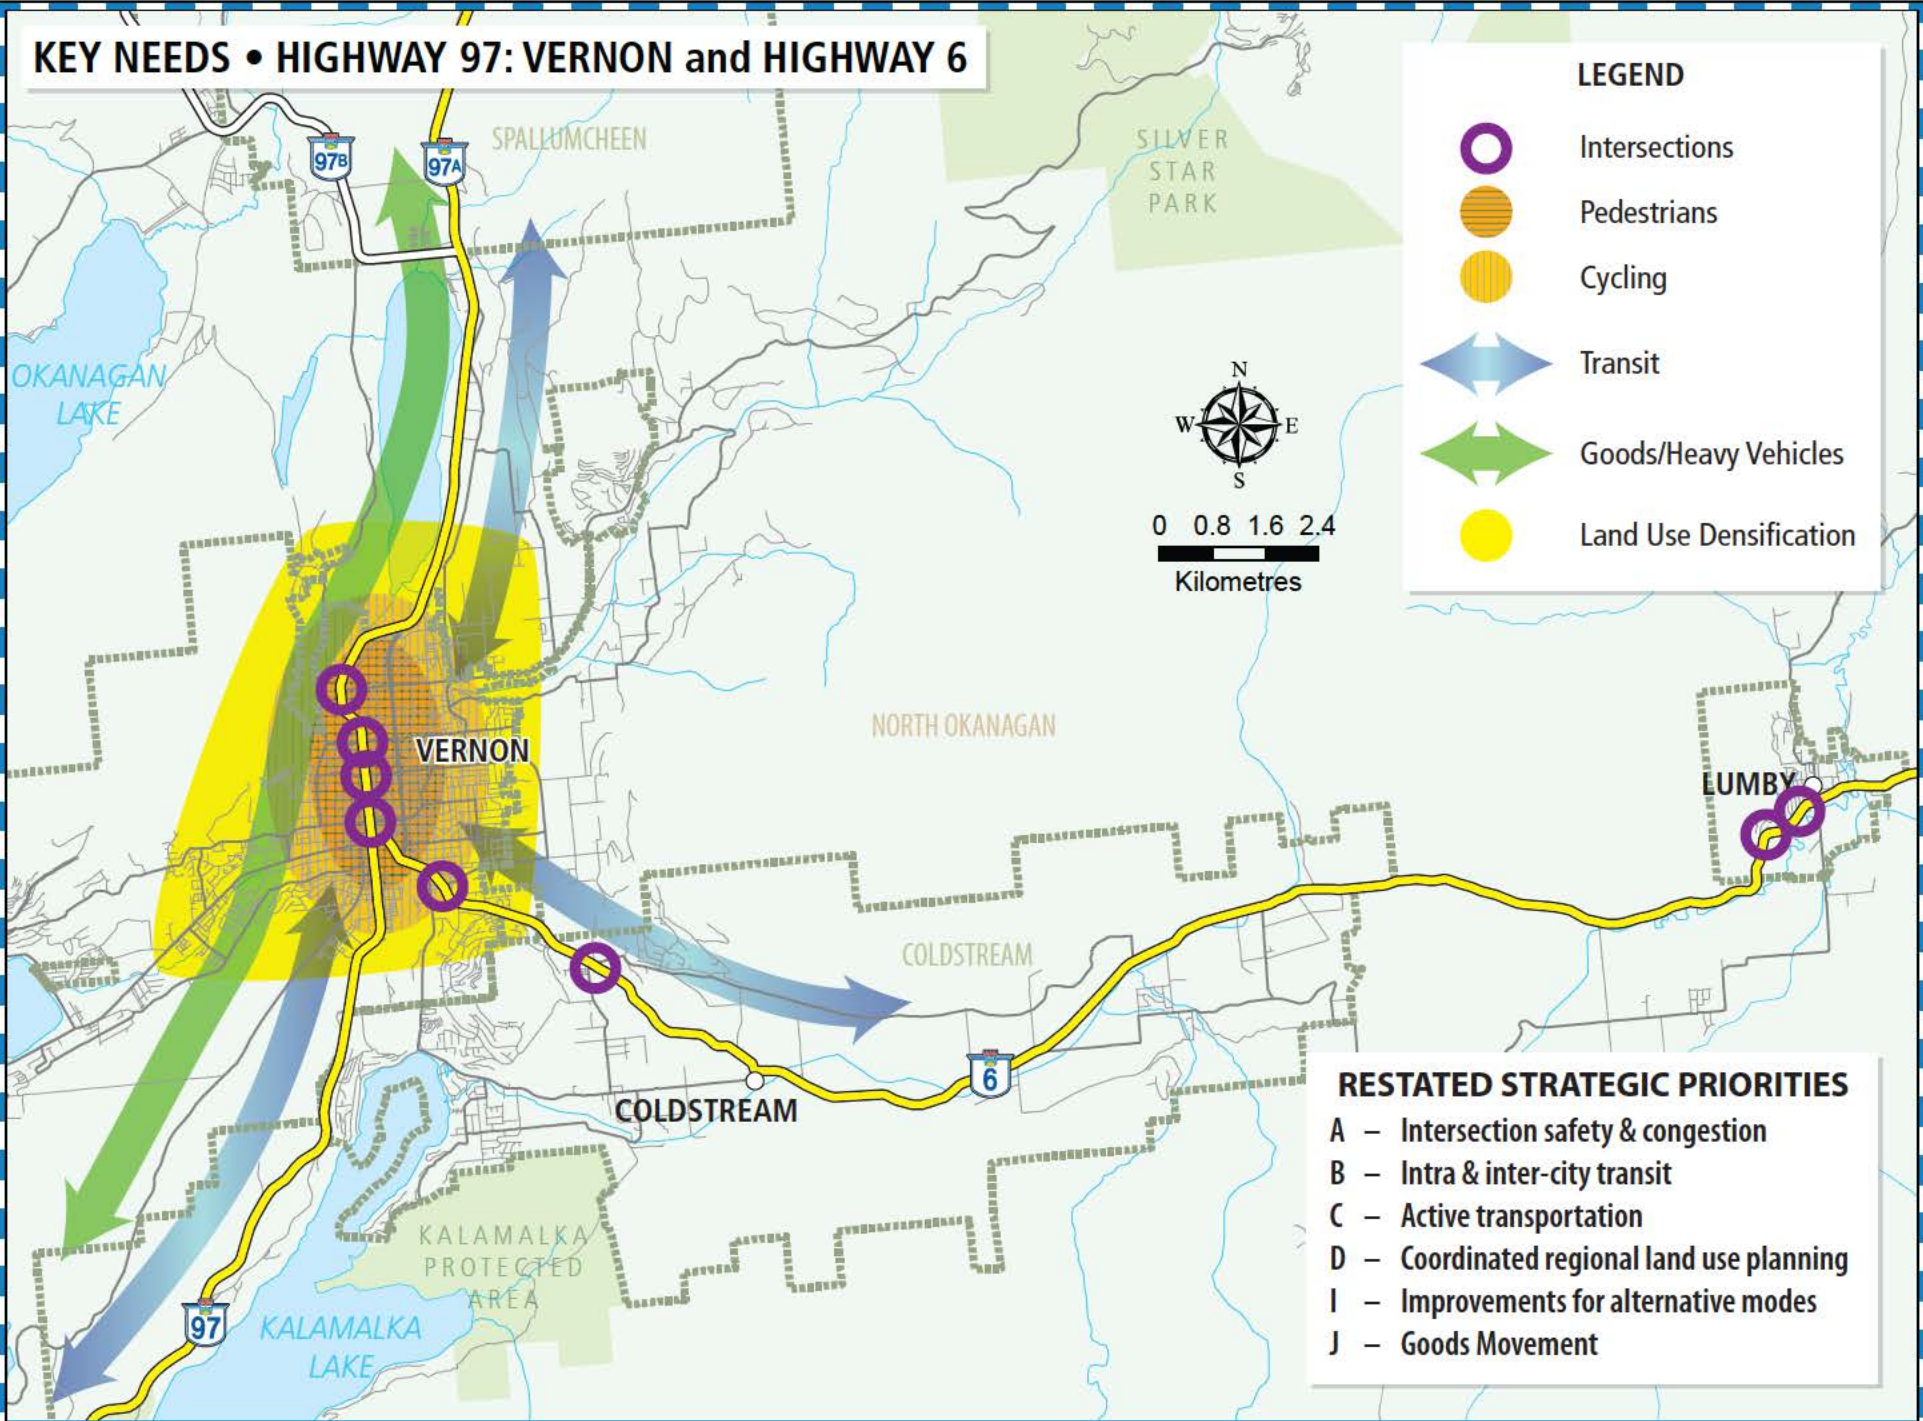 KEY NEEDS • HIGHWAY 97: VERNON and HIGHWAY 6
LEGEND
Intersections
Pedestrians
Cycling
Transit
Goods/Heavy Vehicles
Land Use Densification
97B
97A
SPALLUMCHEEN
SILVER
STAR
PARK
OKANAGAN
LAKE
N
W
E
S
0 0.8 1.6 2.4
Kilometres
NORTH OKANAGAN
VERNON
LUMBY
COLDSTREAM
6
COLDSTREAM
KALAMALKA
PROTECTED
AREA
97
KALAMALKA
LAKE
RESTATED STRATEGIC PRIORITIES
A – Intersection safety & congestion
B – Intra & inter-city transit
C – Active transportation
D – Coordinated regional land use planning
I – Improvements for alternative modes
J – Goods Movement